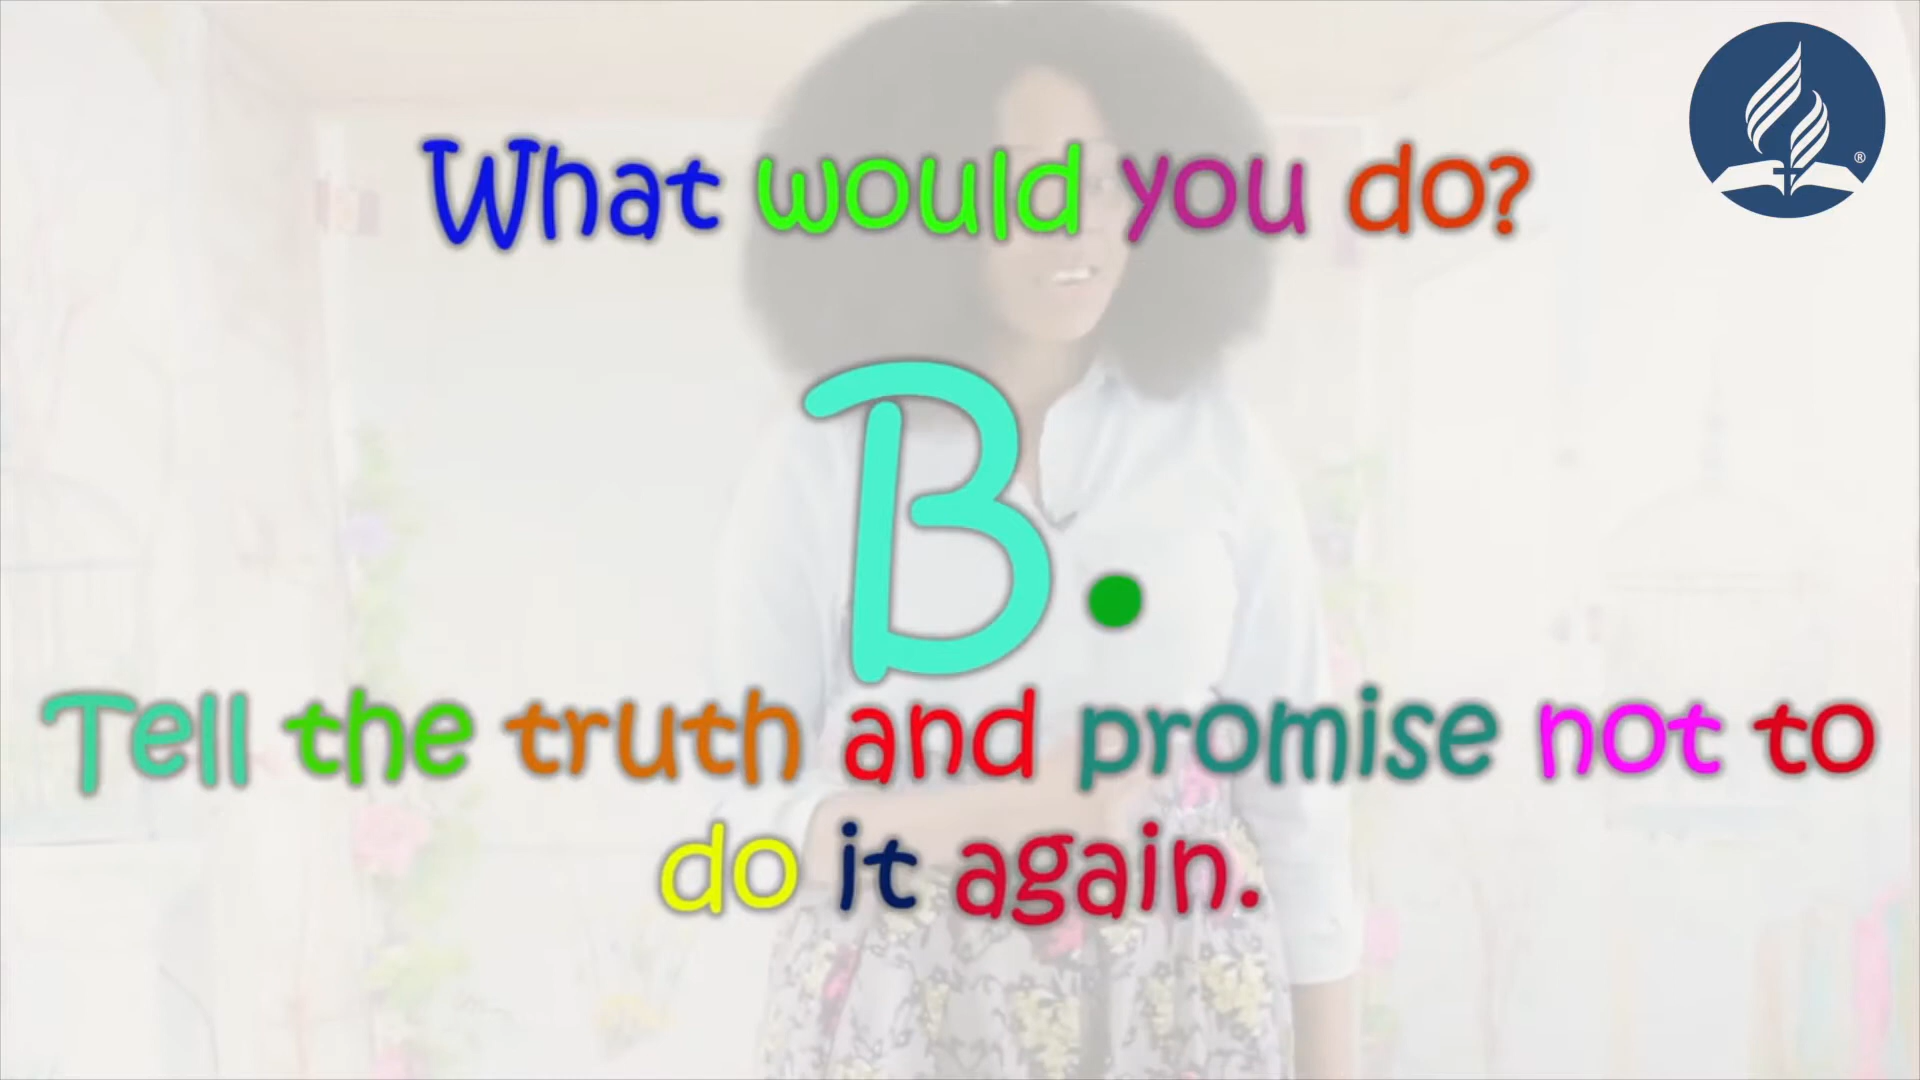 What would you do?
B.
Tell the truth and promise not to
do it again.
®